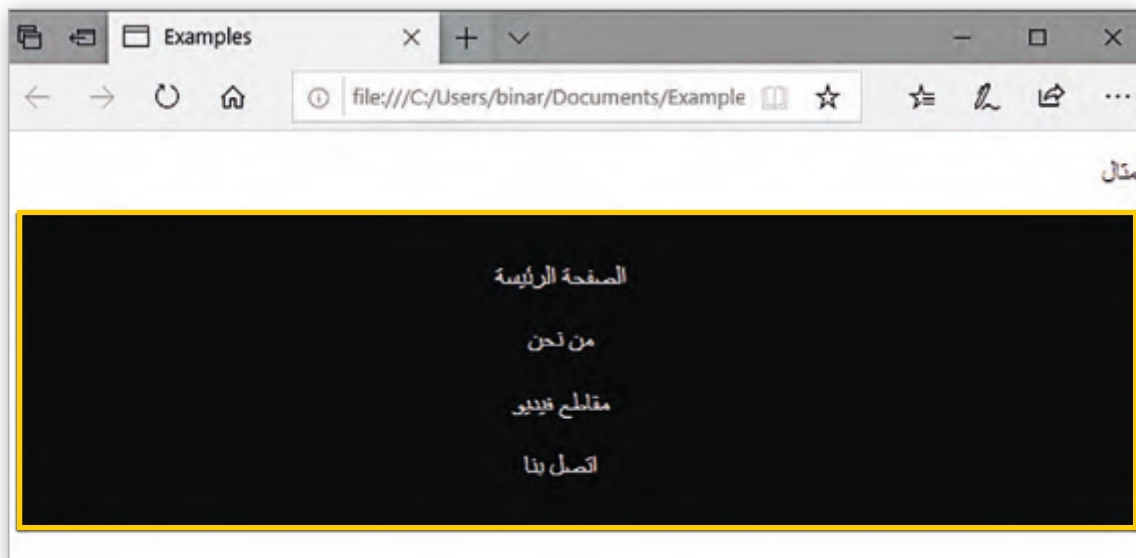 Examples
file:///C:/Users/binar/Documents/Example
مثال
الصفحة الرئيسة
من نحن
مقاطع فيديو
اتصل بنا